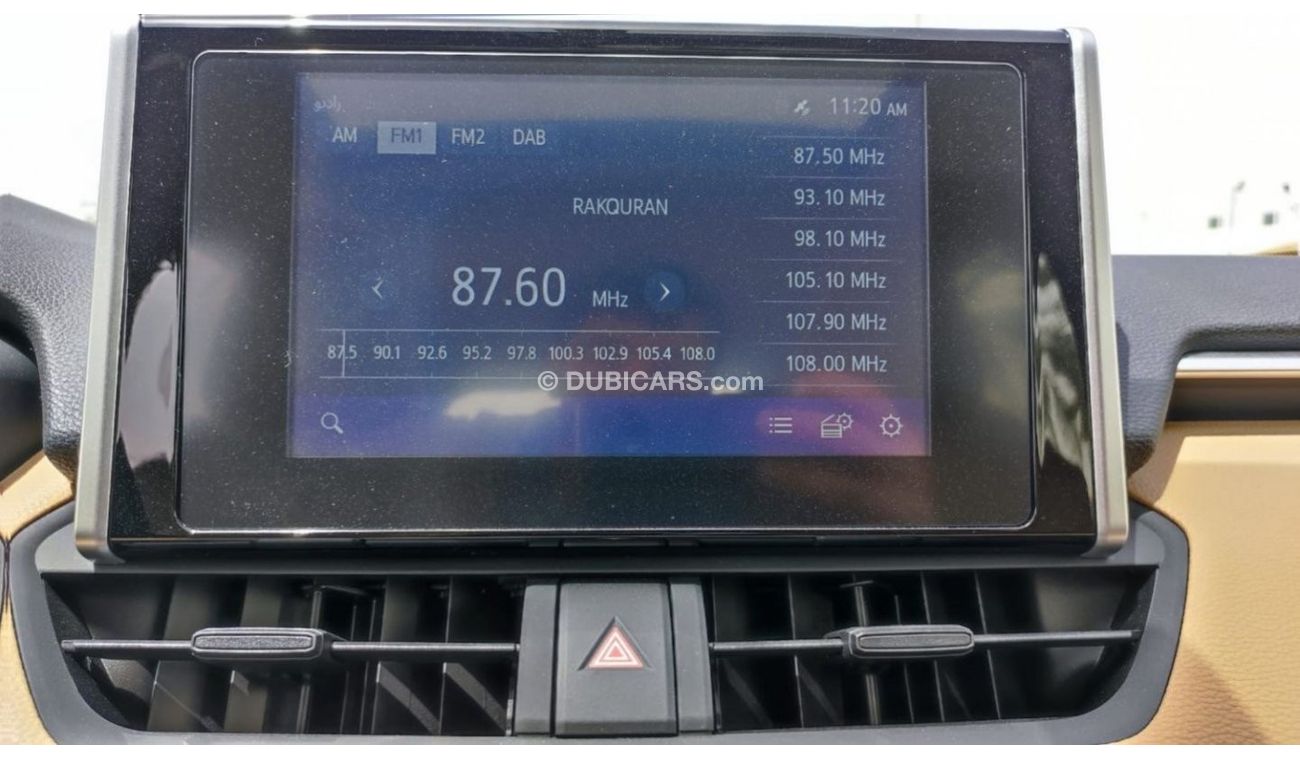 راديو
11:20 AM
AM FM1 FM2 DAB
RAKQURAN
87.60 MHz
87.5 90.1 92.6 95.2 97.8 100.3 102.9 105.4 108.0
87.50 MHz
93.10 MHz
98.10 MHz
105.10 MHz
107.90 MHz
108.00 MHz
© DUBICARS.com